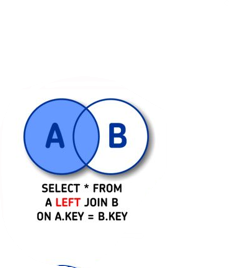 A B
SELECT * FROM
A LEFT JOIN B
ON A.KEY = B.KEY